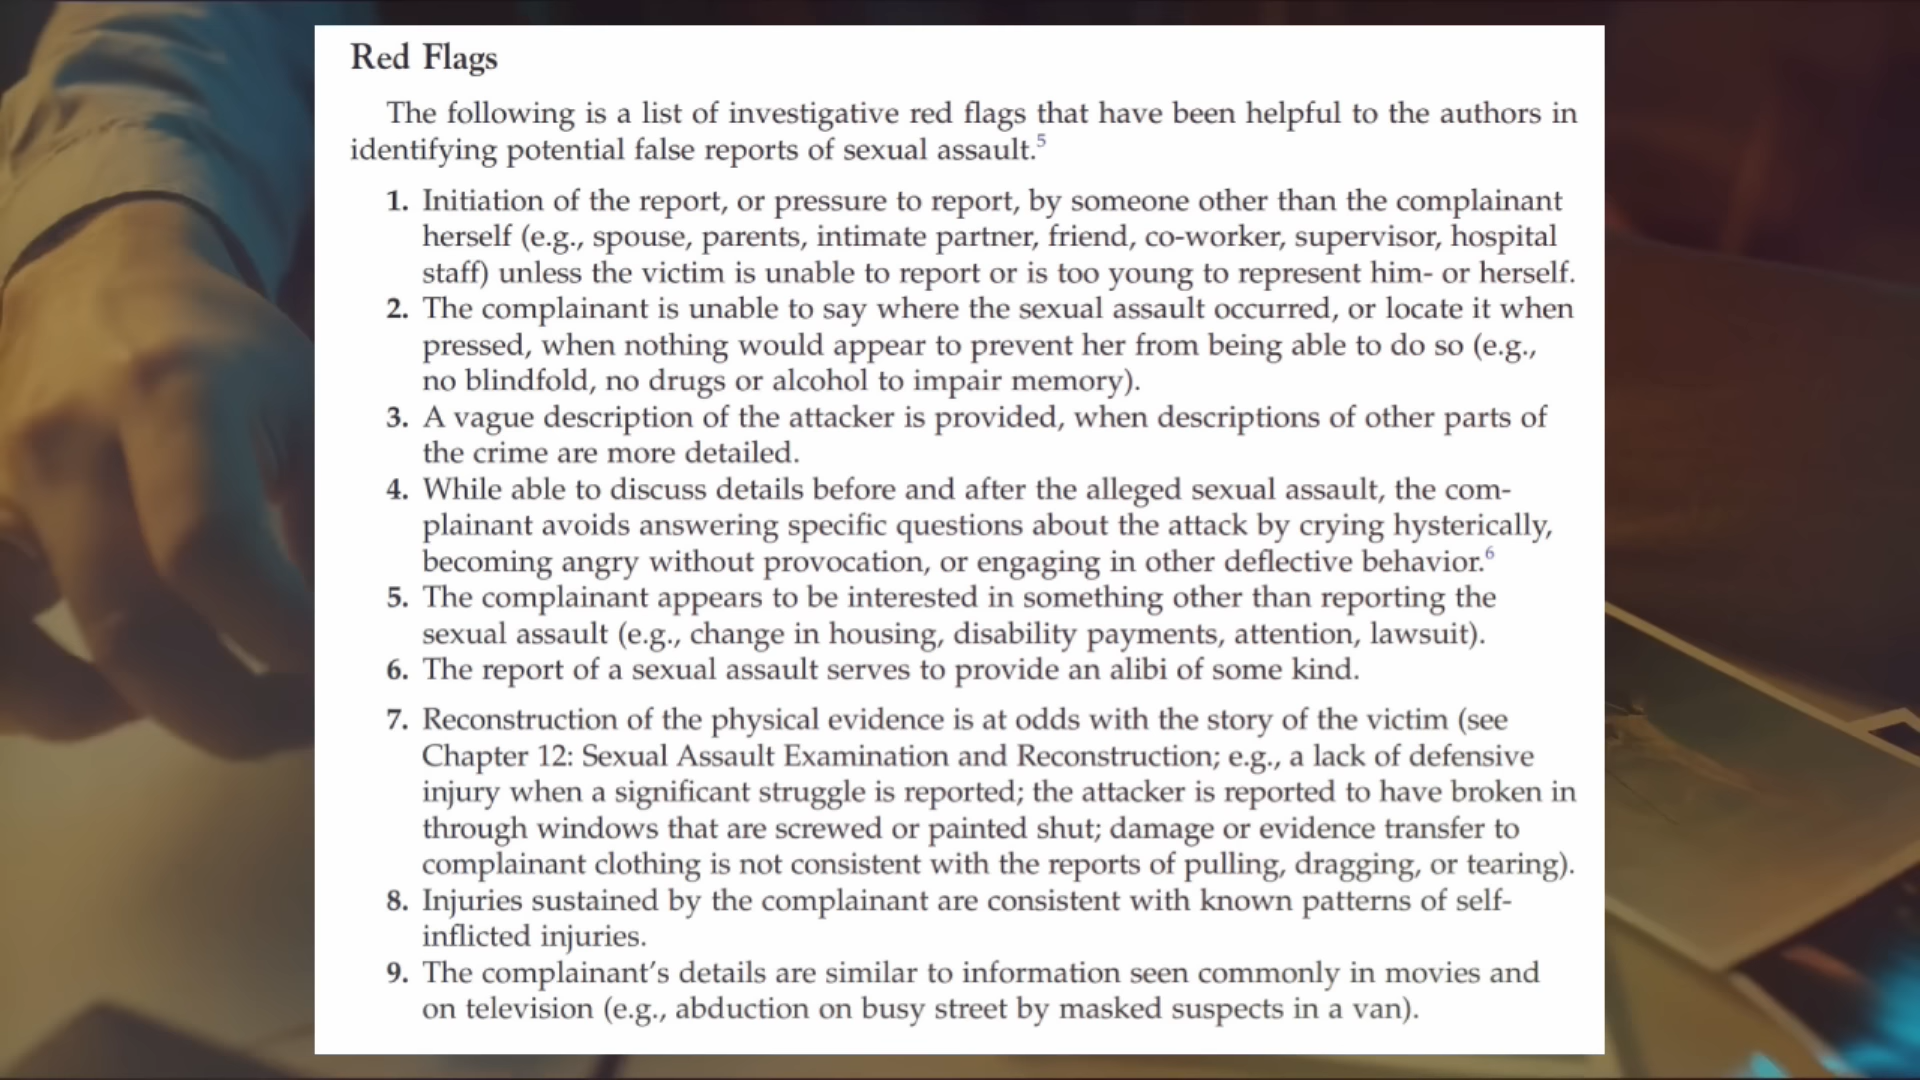 Red Flags
The following is a list of investigative red flags that have been helpful to the authors in
identifying potential false reports of sexual assault.5
1. Initiation of the report, or pressure to report, by someone other than the complainant
herself (e.g., spouse, parents, intimate partner, friend, co-worker, supervisor, hospital
staff) unless the victim is unable to report or is too young to represent him- or herself.
2. The complainant is unable to say where the sexual assault occurred, or locate it when
pressed, when nothing would appear to prevent her from being able to do so (e.g.,
no blindfold, no drugs or alcohol to impair memory).
3. A vague description of the attacker is provided, when descriptions of other parts of
the crime are more detailed.
4. While able to discuss details before and after the alleged sexual assault, the com-
plainant avoids answering specific questions about the attack by crying hysterically,
becoming angry without provocation, or engaging in other deflective behavior.6
5. The complainant appears to be interested in something other than reporting the
sexual assault (e.g., change in housing, disability payments, attention, lawsuit).
6. The report of a sexual assault serves to provide an alibi of some kind.
7. Reconstruction of the physical evidence is at odds with the story of the victim (see
Chapter 12: Sexual Assault Examination and Reconstruction; e.g., a lack of defensive
injury when a significant struggle is reported; the attacker is reported to have broken in
through windows that are screwed or painted shut; damage or evidence transfer to
complainant clothing is not consistent with the reports of pulling, dragging, or tearing).
8. Injuries sustained by the complainant are consistent with known patterns of self-
inflicted injuries.
9. The complainant's details are similar to information seen commonly in movies and
on television (e.g., abduction on busy street by masked suspects in a van).